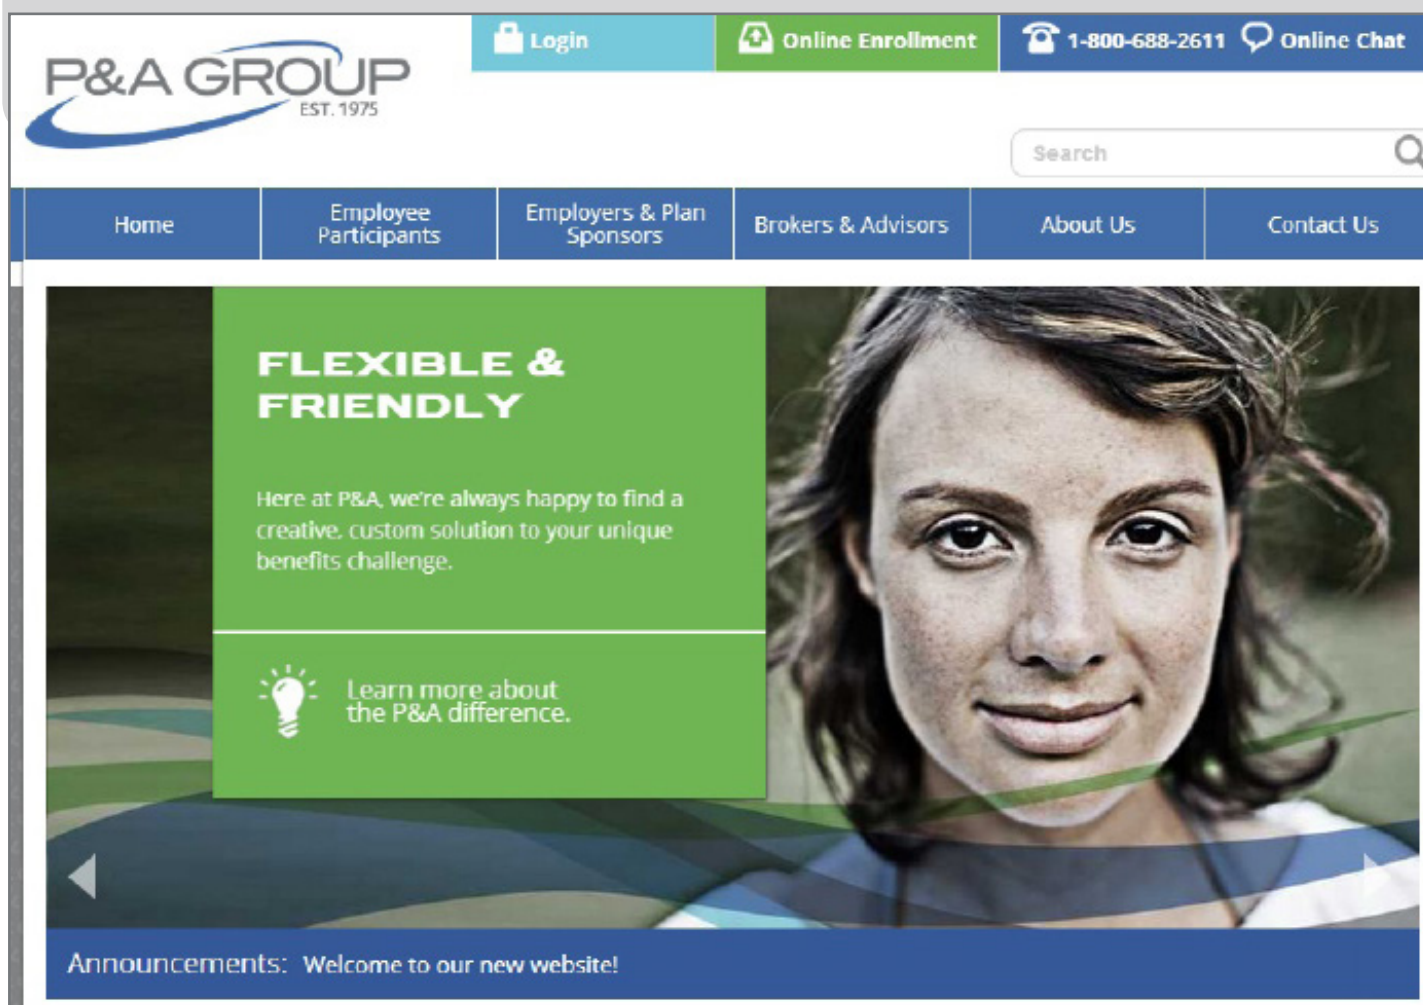 Login
Online Enrollment
1-800-688-2611
Online Chat
P&A GROUP
EST. 1975
Search
Home
Employee
Participants
Employers & Plan
Sponsors
Brokers & Advisors
About Us
Contact Us
FLEXIBLE &
FRIENDLY
Here at P&A, we're always happy to find a
creative, custom solution to your unique
benefits challenge.
Learn more about
the P&A difference.
Announcements: Welcome to our new website!